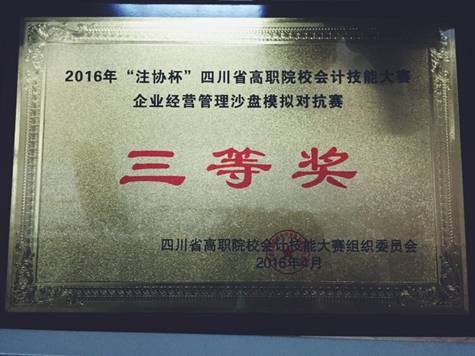 2016年“注协杯”四川省高职院校会计技能大赛
企业经营管理沙盘模拟对抗赛
三等奖
四川省高职院校会计技能大赛组织委员会
2016年4月